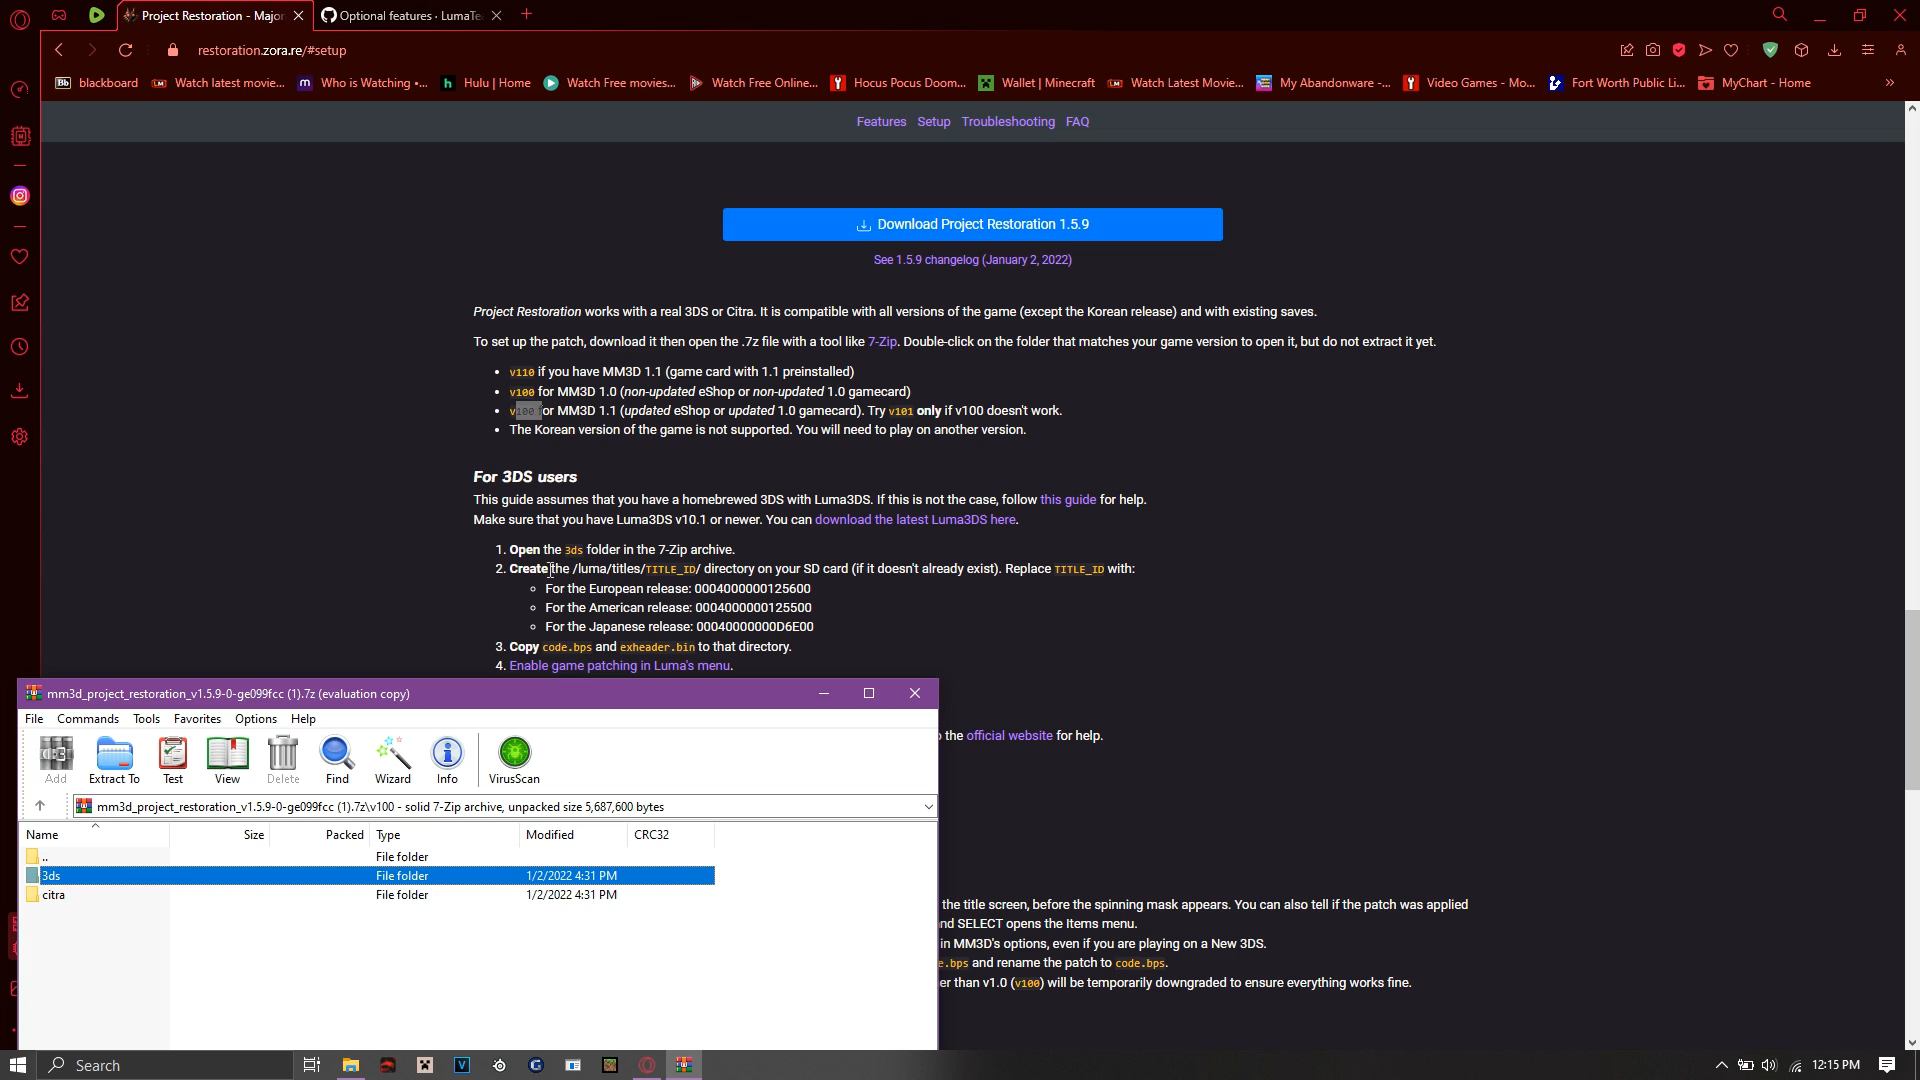 Project Restoration - Major
Optional features · LumaTe
restoration.zora.re/#setup
Bb blackboard
LM Watch latest movie...
m Who is Watching •...
h Hulu | Home
Watch Free movies...
Watch Free Online...
Hocus Pocus Doom...
Wallet | Minecraft
LM Watch Latest Movie...
My Abandonware -...
Video Games - Mo...
Fort Worth Public Li...
MyChart - Home
»
Features Setup Troubleshooting FAQ
Download Project Restoration 1.5.9
See 1.5.9 changelog (January 2, 2022)
Project Restoration works with a real 3DS or Citra. It is compatible with all versions of the game (except the Korean release) and with existing saves.
To set up the patch, download it then open the .7z file with a tool like 7-Zip. Double-click on the folder that matches your game version to open it, but do not extract it yet.
• v110 if you have MM3D 1.1 (game card with 1.1 preinstalled)
• v100 for MM3D 1.0 (non-updated eShop or non-updated 1.0 gamecard)
• v100 for MM3D 1.1 (updated eShop or updated 1.0 gamecard). Try v101 only if v100 doesn't work.
• The Korean version of the game is not supported. You will need to play on another version.
For 3DS users
This guide assumes that you have a homebrewed 3DS with Luma3DS. If this is not the case, follow this guide for help.
Make sure that you have Luma3DS v10.1 or newer. You can download the latest Luma3DS here.
1. Open the 3ds folder in the 7-Zip archive.
2. Create the /luma/titles/TITLE_ID/ directory on your SD card (if it doesn't already exist). Replace TITLE_ID with:
For the European release: 0004000000125600
For the American release: 0004000000125500
For the Japanese release: 00040000000D6E00
3. Copy code.bps and exheader.bin to that directory.
4. Enable game patching in Luma's menu.
mm3d_project_restoration_v1.5.9-0-ge099fcc (1).7z (evaluation copy)
File Commands Tools Favorites Options Help
the official website for help.
Add Extract To Test View Delete Find Wizard Info VirusScan
mm3d_project_restoration_v1.5.9-0-ge099fcc (1).7z\v100 - solid 7-Zip archive, unpacked size 5,687,600 bytes
Name Size Packed Type Modified CRC32
.. File folder
3ds File folder 1/2/2022 4:31 PM
citra File folder 1/2/2022 4:31 PM
the title screen, before the spinning mask appears. You can also tell if the patch was applied
nd SELECT opens the Items menu.
in MM3D's options, even if you are playing on a New 3DS.
e.bps and rename the patch to code.bps.
er than v1.0 (v100) will be temporarily downgraded to ensure everything works fine.
Search
12:15 PM